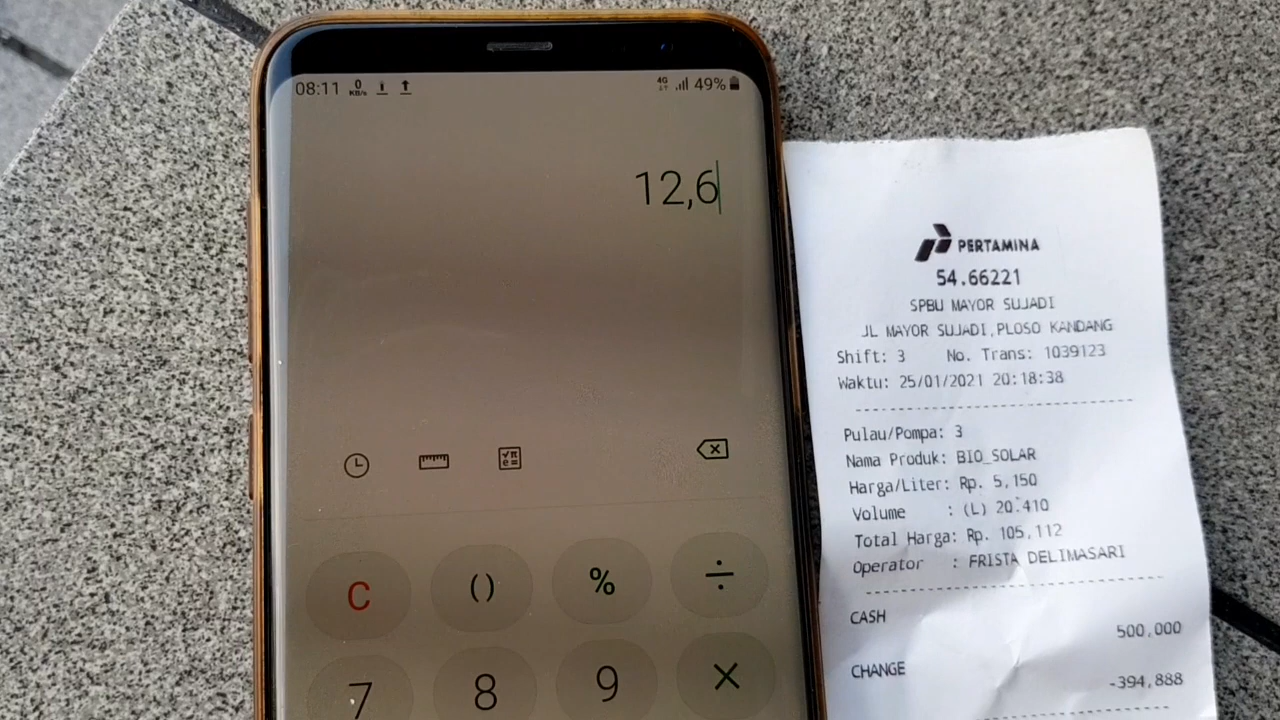 08:11 0 KB/s 4G 49%
12,6
C () % ÷
7 8 9 ×
PERTAMINA
54.66221
SPBU MAYOR SUJADI
JL MAYOR SUJADI,PLOSO KANDANG
Shift: 3 No. Trans: 1039123
Waktu: 25/01/2021 20:18:38
Pulau/Pompa: 3
Nama Produk: BIO_SOLAR
Harga/Liter: Rp. 5,150
Volume : (L) 20.410
Total Harga: Rp. 105,112
Operator : FRISTA DELIMASARI
CASH
500,000
CHANGE
-394,888